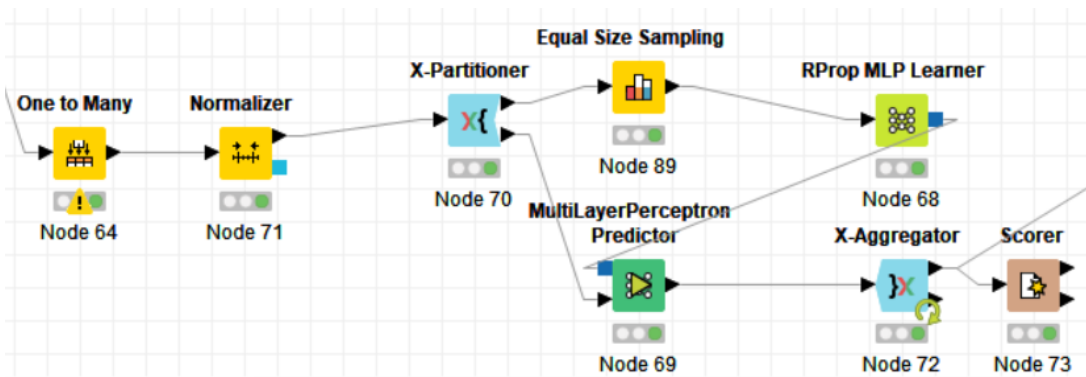 Equal Size Sampling
X-Partitioner
RProp MLP Learner
One to Many
Normalizer
Node 89
Node 70
Node 68
MultiLayerPerceptron
Predictor
X-Aggregator
Scorer
Node 64
Node 71
Node 69
Node 72
Node 73